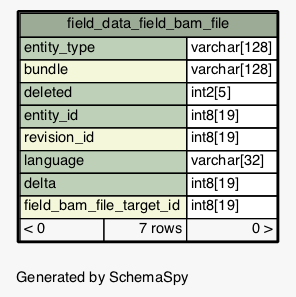 field_data_field_bam_file
entity_type varchar[128]
bundle varchar[128]
deleted int2[5]
entity_id int8[19]
revision_id int8[19]
language varchar[32]
delta int8[19]
field_bam_file_target_id int8[19]
< 0 7 rows 0 >
Generated by SchemaSpy